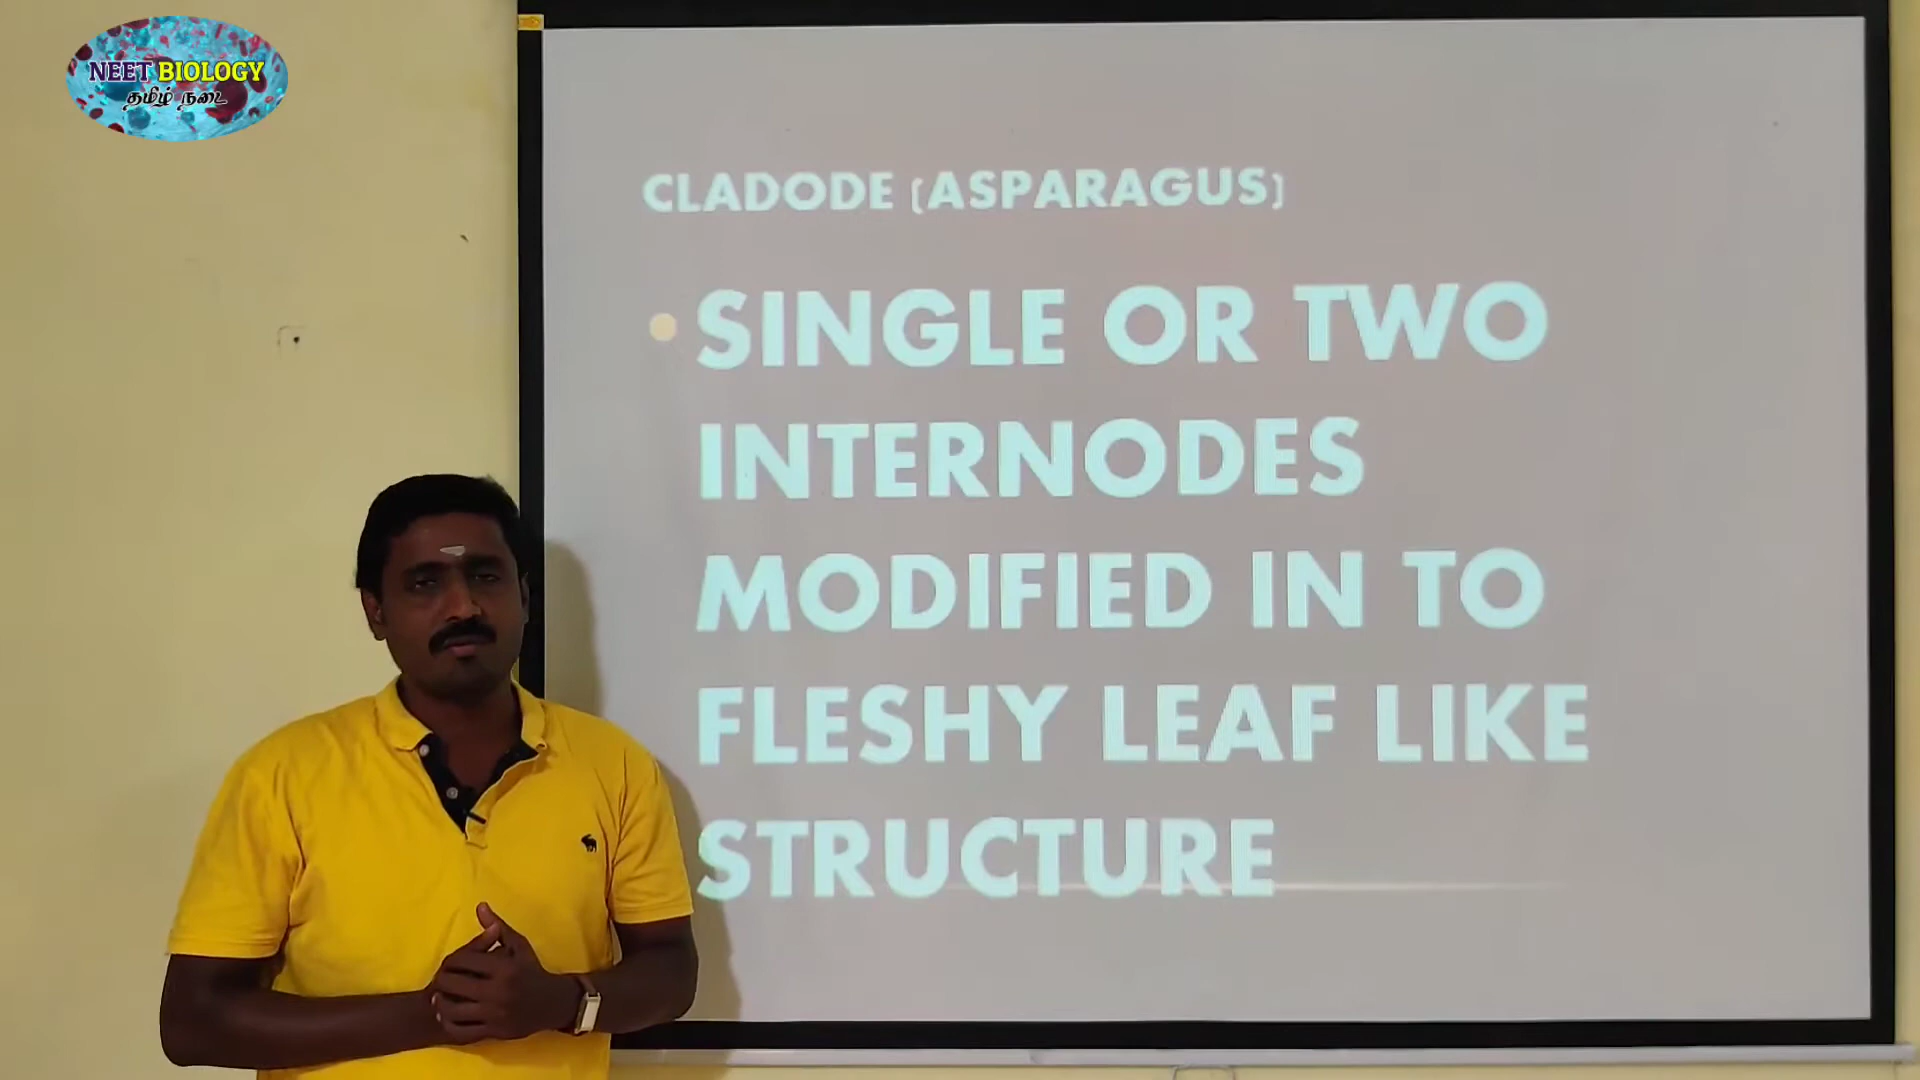 NEET BIOLOGY
தமிழ் நடை
CLADODE (ASPARAGUS)
• SINGLE OR TWO
INTERNODES
MODIFIED IN TO
FLESHY LEAF LIKE
STRUCTURE